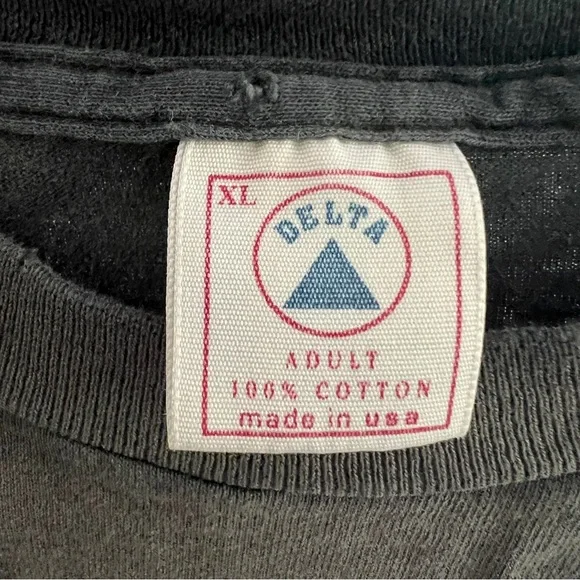 XL
DELTA
ADULT
100% COTTON
made in usa